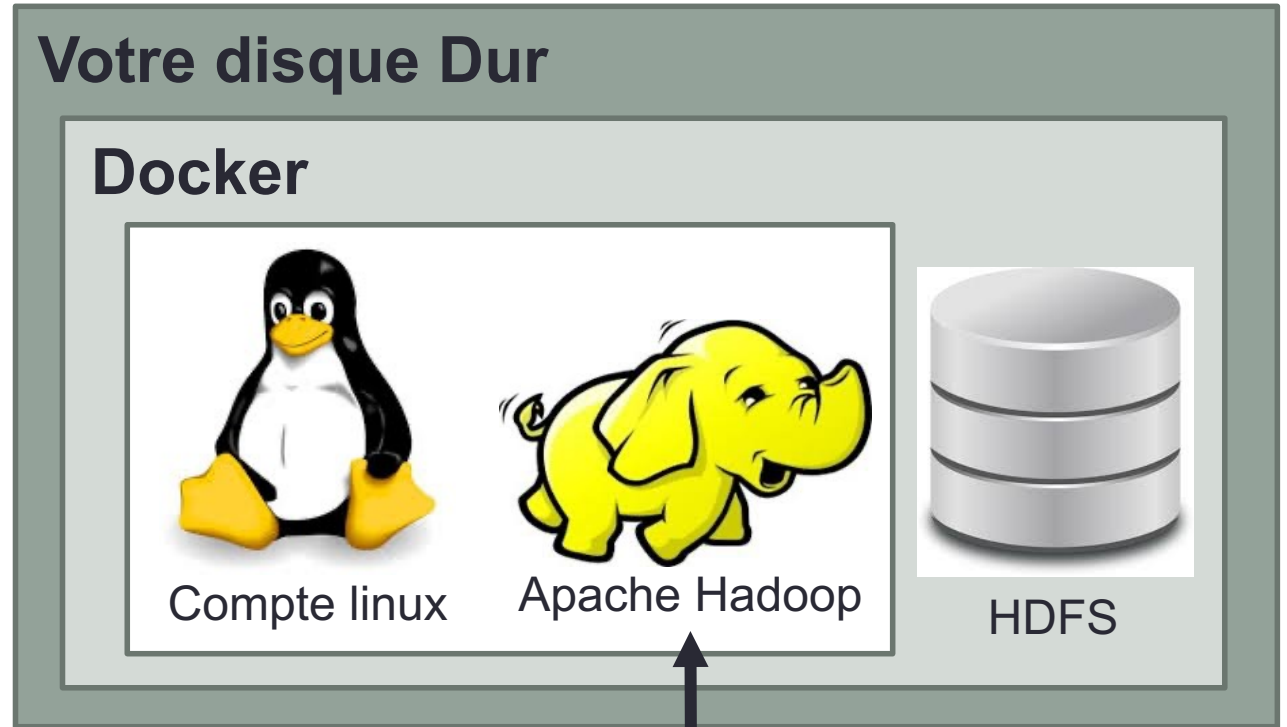 Votre disque Dur
Docker
Compte linux
Apache Hadoop
HDFS